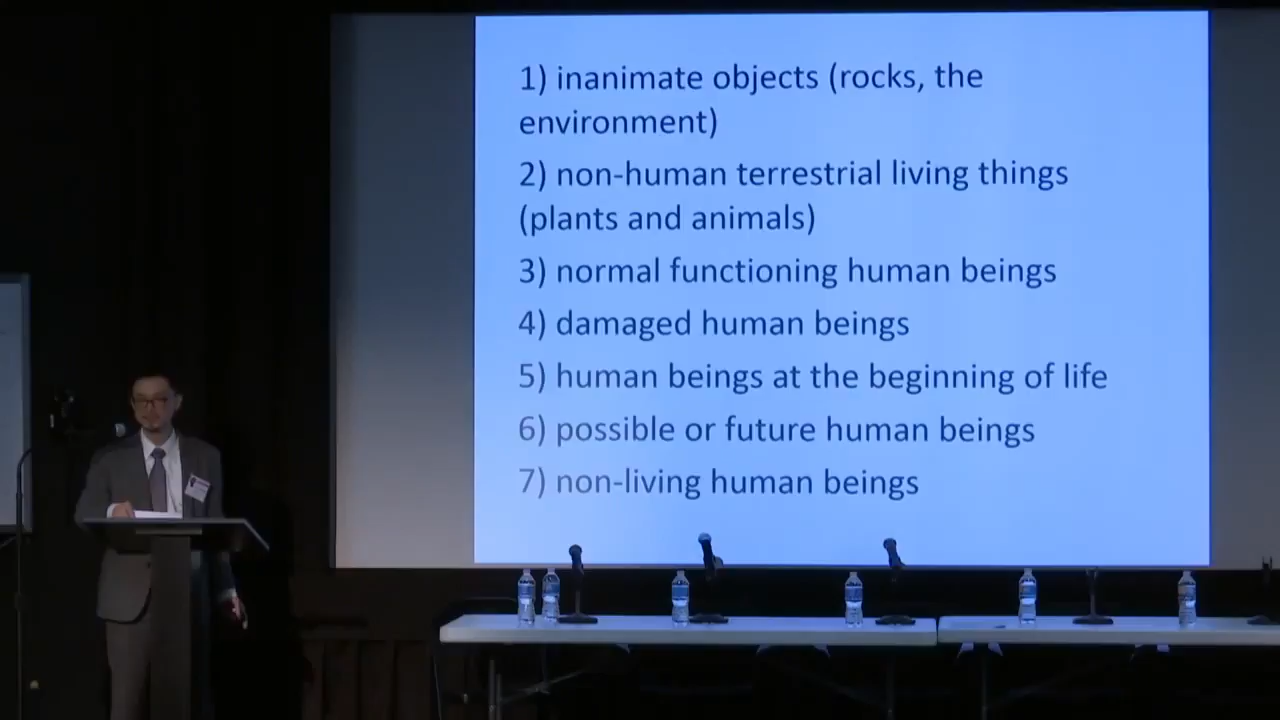 1) inanimate objects (rocks, the
environment)
2) non-human terrestrial living things
(plants and animals)
3) normal functioning human beings
4) damaged human beings
5) human beings at the beginning of life
6) possible or future human beings
7) non-living human beings